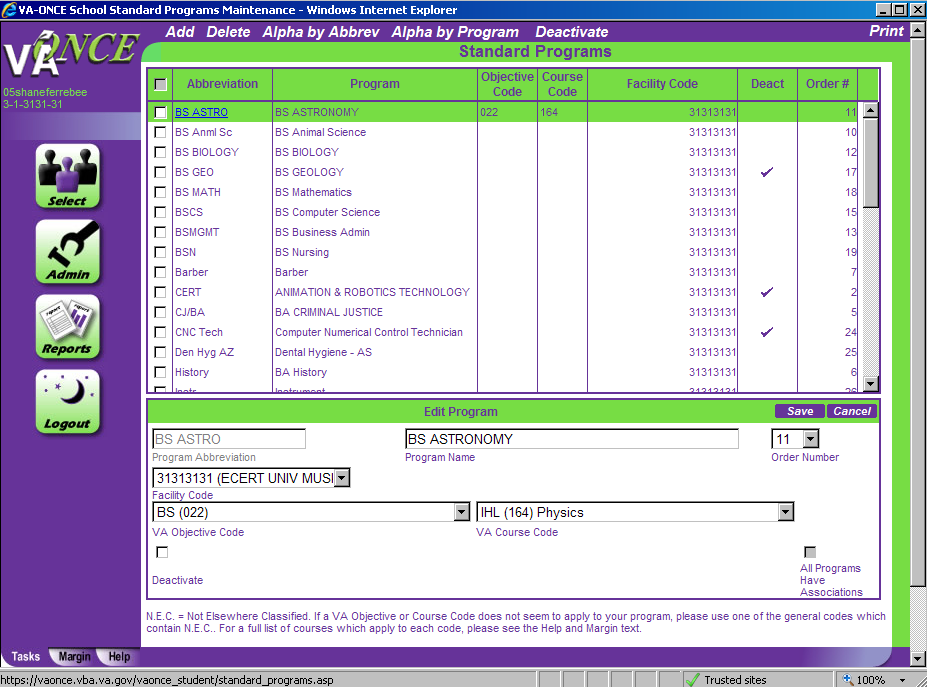 VA-ONCE School Standard Programs Maintenance - Windows Internet Explorer
VA ONCE
05shaneferrebee
3-1-3131-31
Add Delete Alpha by Abbrev Alpha by Program Deactivate Print
Standard Programs
Abbreviation Program Objective Code Course Code Facility Code Deact Order #
BS ASTRO BS ASTRONOMY 022 164 31313131 11
BS Anml Sc BS Animal Science 31313131 10
BS BIOLOGY BS BIOLOGY 31313131 12
BS GEO BS GEOLOGY 31313131 17
BS MATH BS Mathematics 31313131 18
BSCS BS Computer Science 31313131 15
BSMGMT BS Business Admin 31313131 13
BSN BS Nursing 31313131 19
Barber Barber 31313131 7
CERT ANIMATION & ROBOTICS TECHNOLOGY 31313131 2
CJ/BA BA CRIMINAL JUSTICE 31313131 5
CNC Tech Computer Numerical Control Technician 31313131 24
Den Hyg AZ Dental Hygiene - AS 31313131 25
History BA History 31313131 6
Select
Admin
report report
Reports
Logout
Edit Program Save Cancel
BS ASTRO BS ASTRONOMY 11
Program Abbreviation Program Name Order Number
31313131 (ECERT UNIV MUSI
Facility Code
BS (022) IHL (164) Physics
VA Objective Code VA Course Code
Deactivate
All Programs
Have
Associations
N.E.C. = Not Elsewhere Classified. If a VA Objective or Course Code does not seem to apply to your program, please use one of the general codes which
contain N.E.C.. For a full list of courses which apply to each code, please see the Help and Margin text.
Tasks Margin Help
https://vaonce.vba.va.gov/vaonce_student/standard_programs.asp Trusted sites 100%